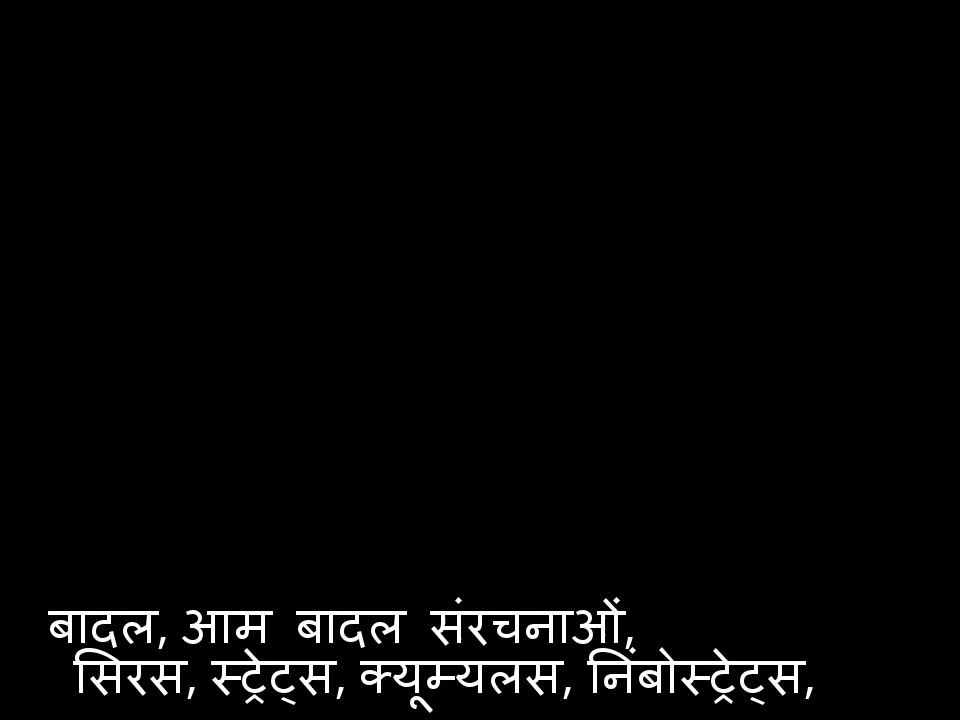 बादल, आम बादल संरचनाओं,
सिरस, स्ट्रेट्स, क्यूम्यलस, निंबोस्ट्रेट्स,